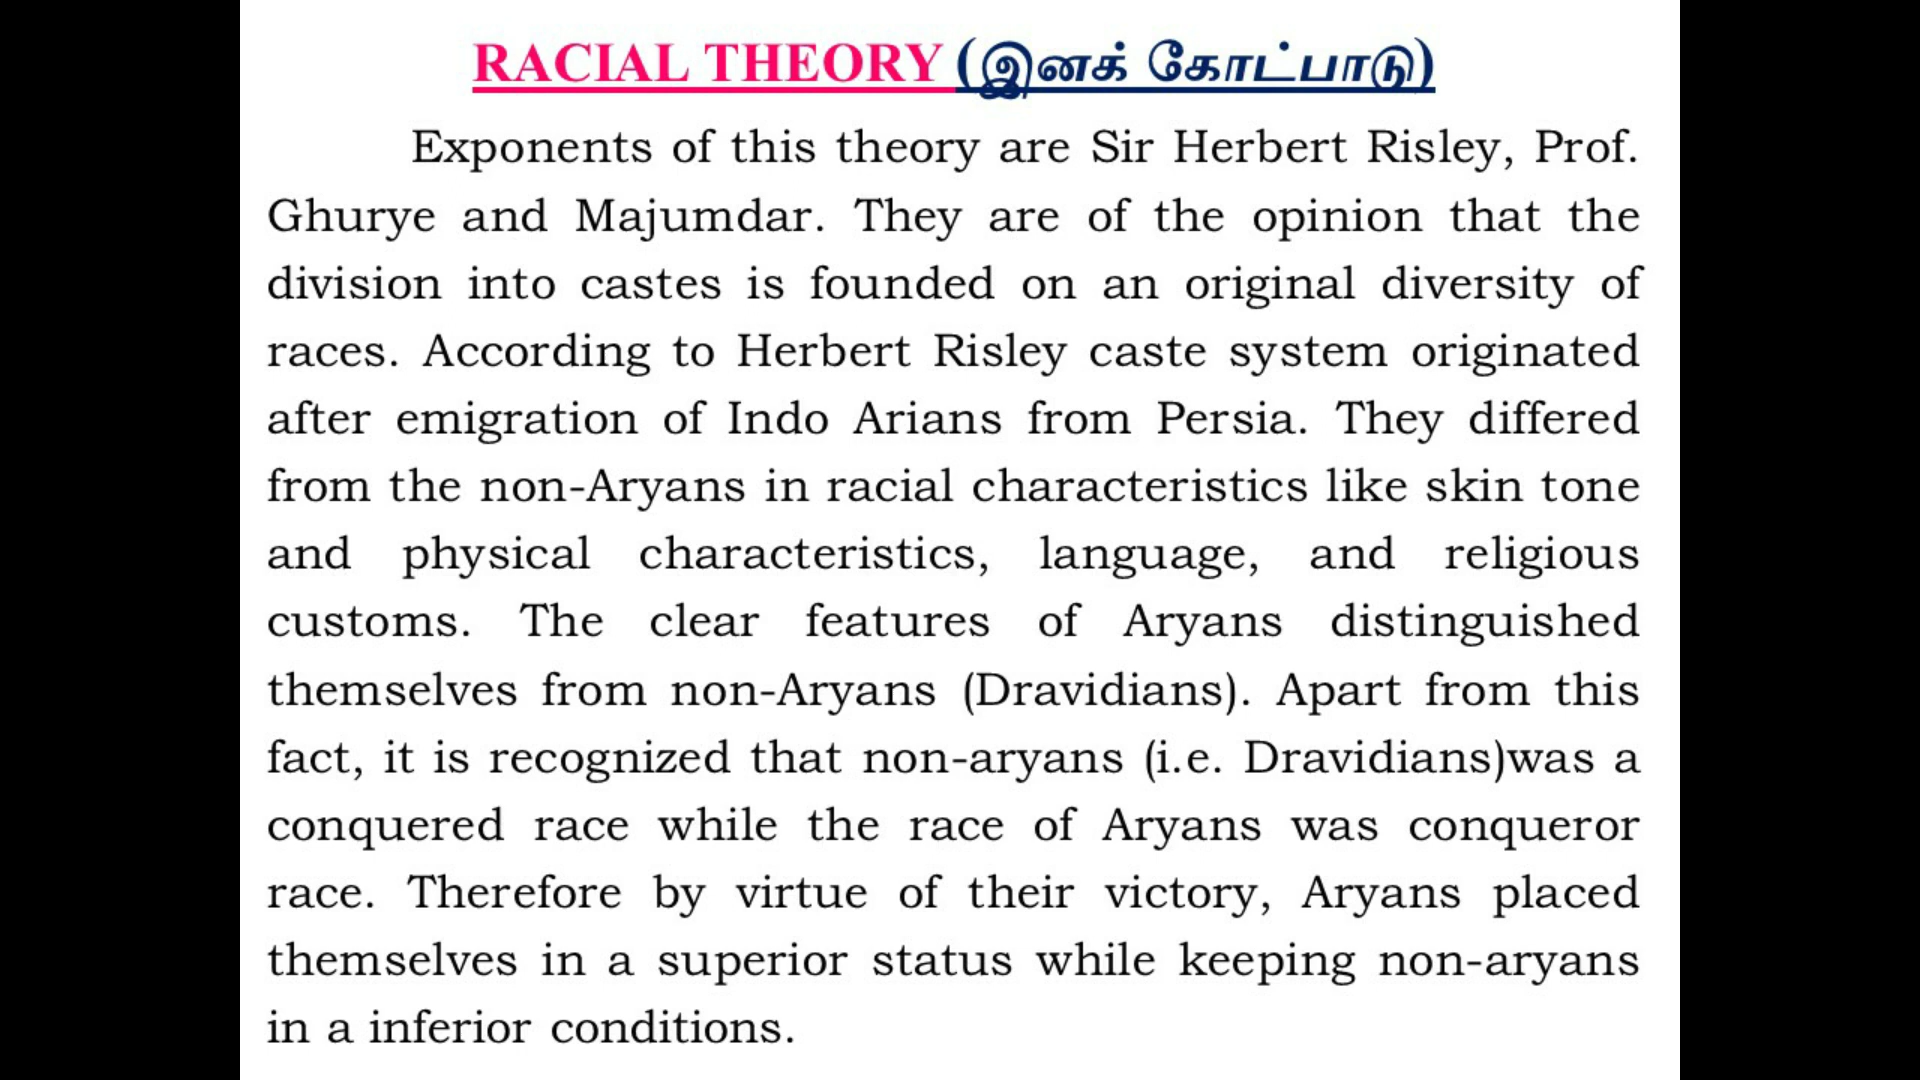 RACIAL THEORY (இனக் கோட்பாடு)
Exponents of this theory are Sir Herbert Risley, Prof.
Ghurye and Majumdar. They are of the opinion that the
division into castes is founded on an original diversity of
races. According to Herbert Risley caste system originated
after emigration of Indo Arians from Persia. They differed
from the non-Aryans in racial characteristics like skin tone
and physical characteristics, language, and religious
customs. The clear features of Aryans distinguished
themselves from non-Aryans (Dravidians). Apart from this
fact, it is recognized that non-aryans (i.e. Dravidians)was a
conquered race while the race of Aryans was conqueror
race. Therefore by virtue of their victory, Aryans placed
themselves in a superior status while keeping non-aryans
in a inferior conditions.